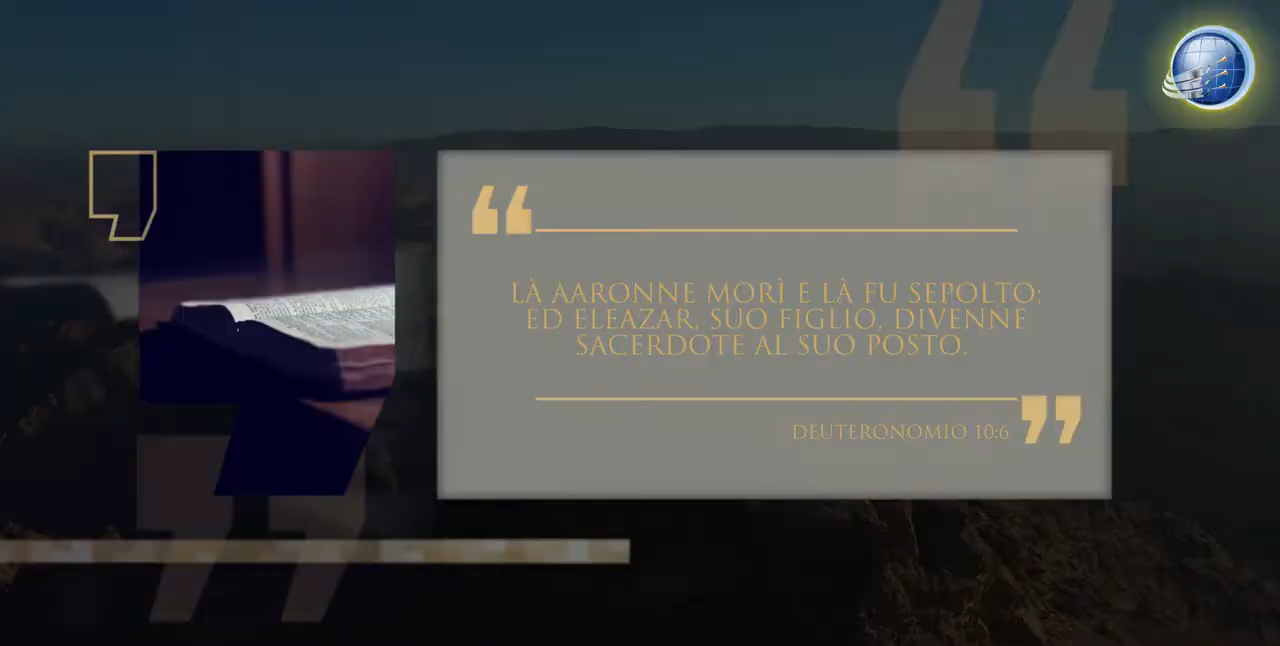 LÀ AARONNE MORÌ E LÀ FU SEPOLTO;
ED ELEAZAR, SUO FIGLIO, DIVENNE
SACERDOTE AL SUO POSTO.
DEUTERONOMIO 10:6